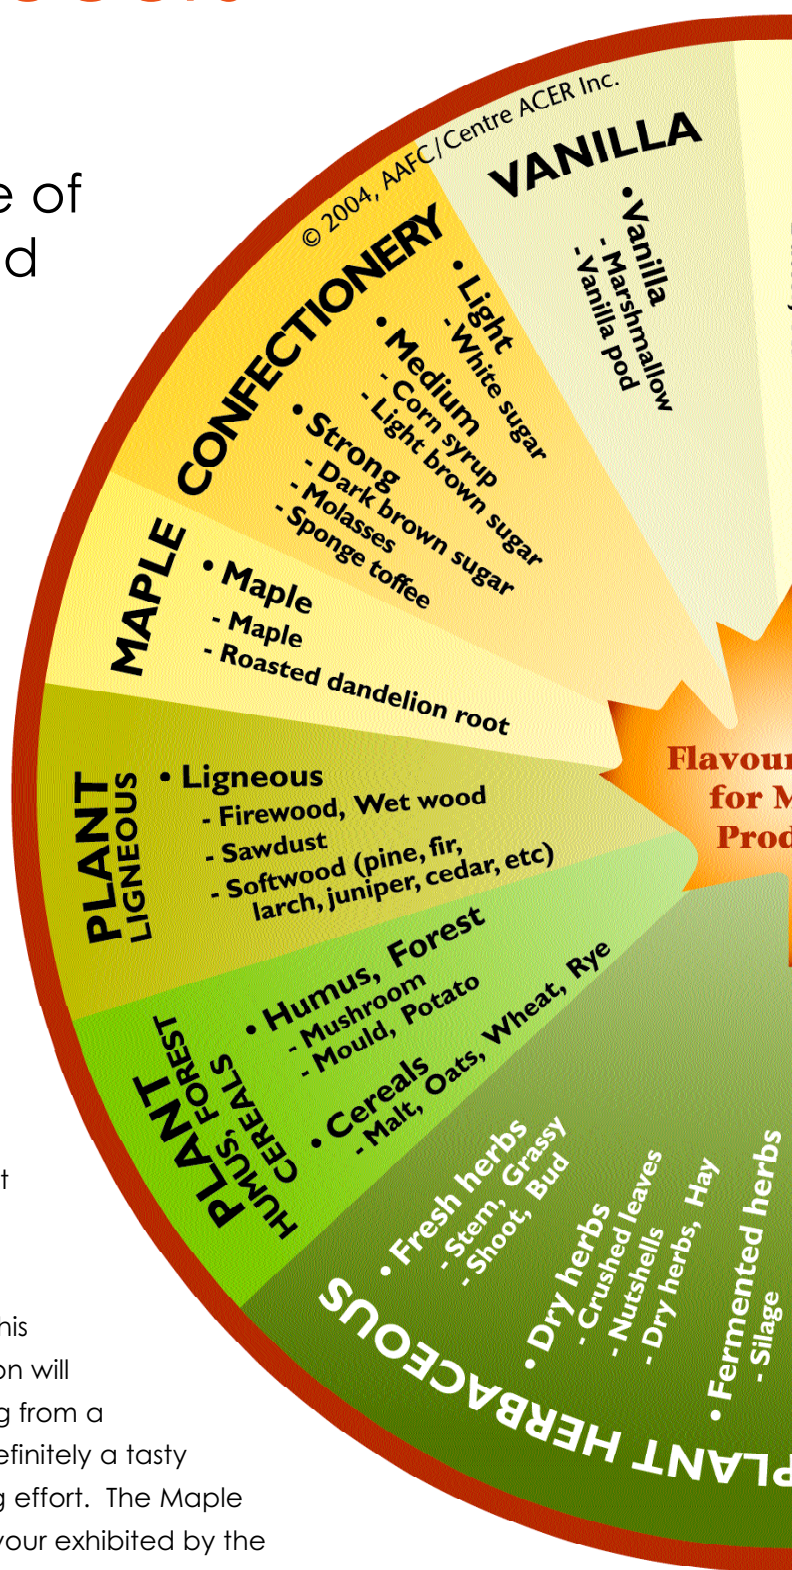 e of
d
© 2004, AAFC/Centre ACER Inc.
VANILLA
• Vanilla
- Marshmallow
- Vanilla pod
CONFECTIONERY
• Light
- White sugar
• Medium
- Corn syrup
- Light brown sugar
• Strong
- Dark brown sugar
- Molasses
- Sponge toffee
MAPLE
• Maple
- Maple
- Roasted dandelion root
PLANT
LIGNEOUS
• Ligneous
- Firewood, Wet wood
- Sawdust
- Softwood (pine, fir,
larch, juniper, cedar, etc)
PLANT
HUMUS, FOREST
CEREALS
• Humus, Forest
- Mushroom
- Mould, Potato
• Cereals
- Malt, Oats, Wheat, Rye
PLANT HERBACEOUS
• Fresh herbs
- Stem, Grassy
- Shoot, Bud
• Dry herbs
- Crushed leaves
- Nutshells
- Dry herbs, Hay
• Fermented herbs
- Silage
Flavour
for M
Prod
t
his
on will
g from a
efinitely a tasty
g effort. The Maple
vour exhibited by the